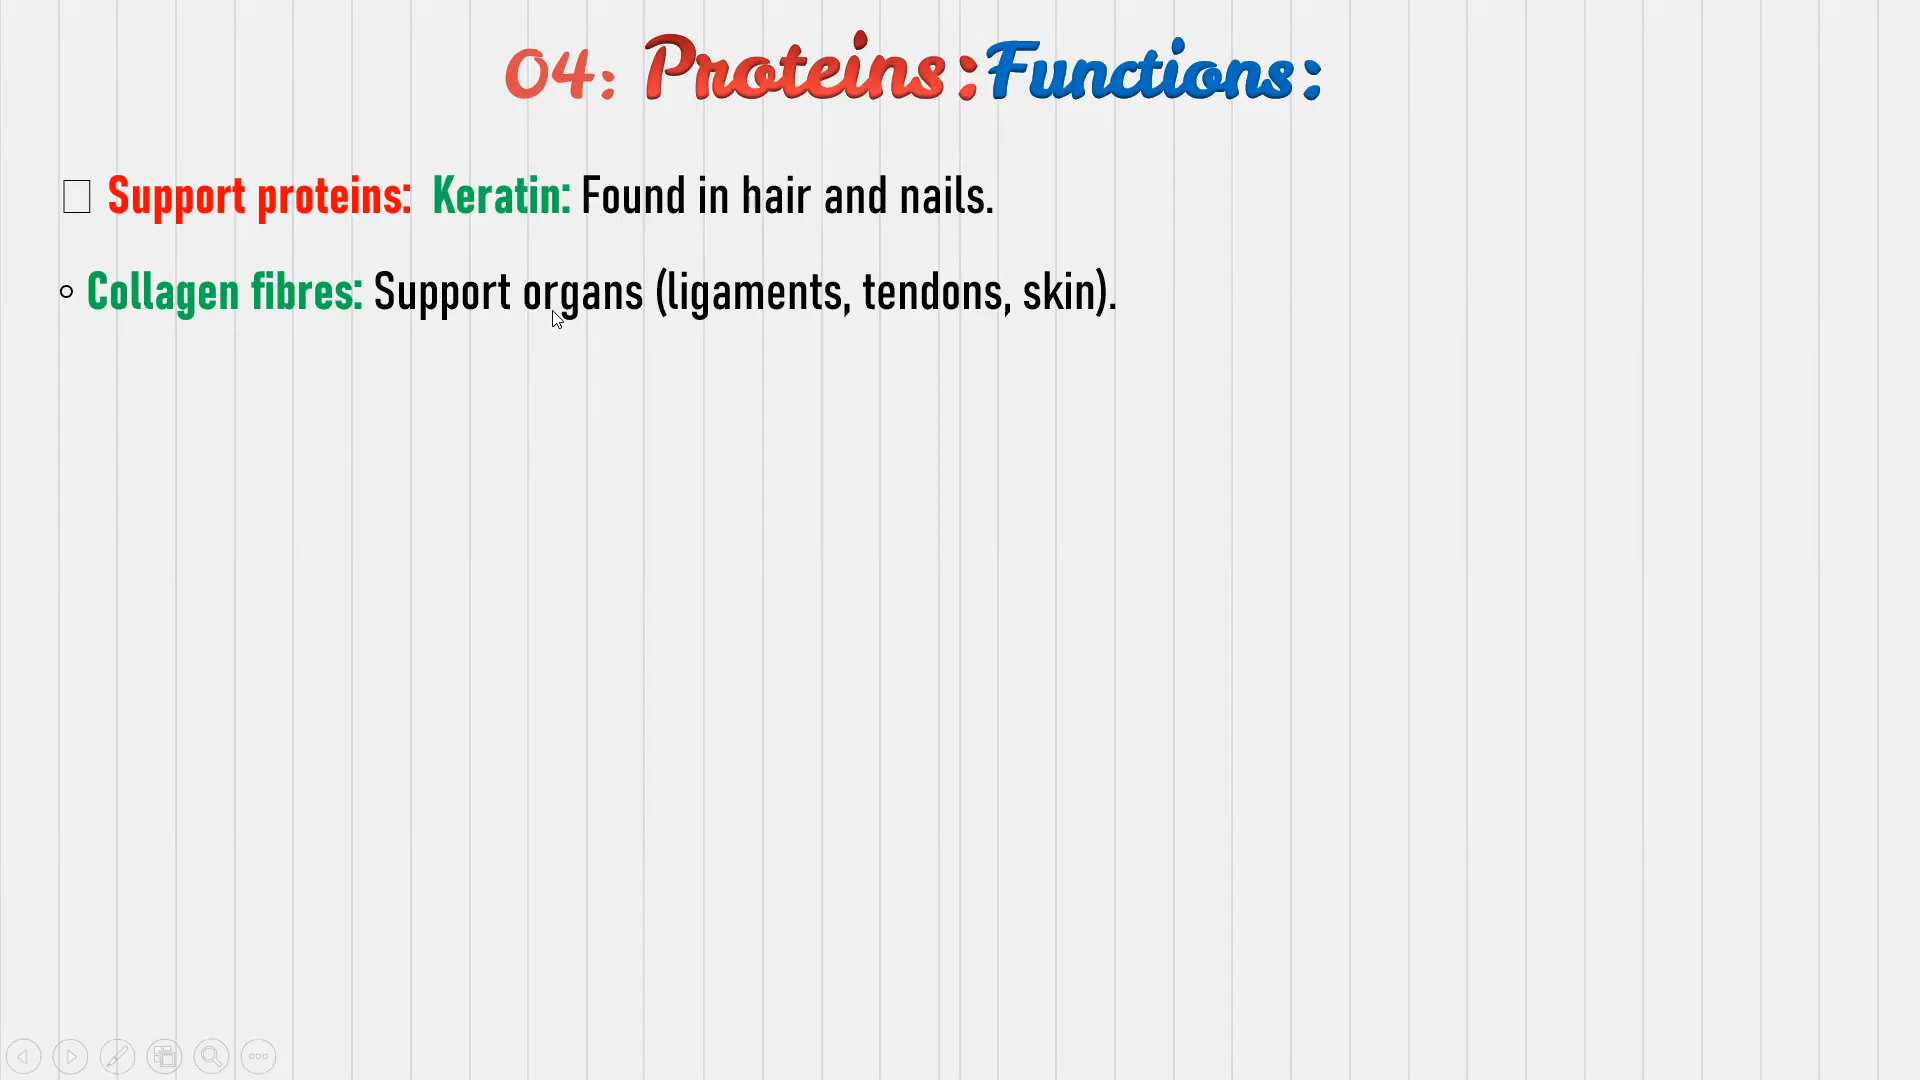 04: Proteins: Functions:
□ Support proteins: Keratin: Found in hair and nails.
◦ Collagen fibres: Support organs (ligaments, tendons, skin).